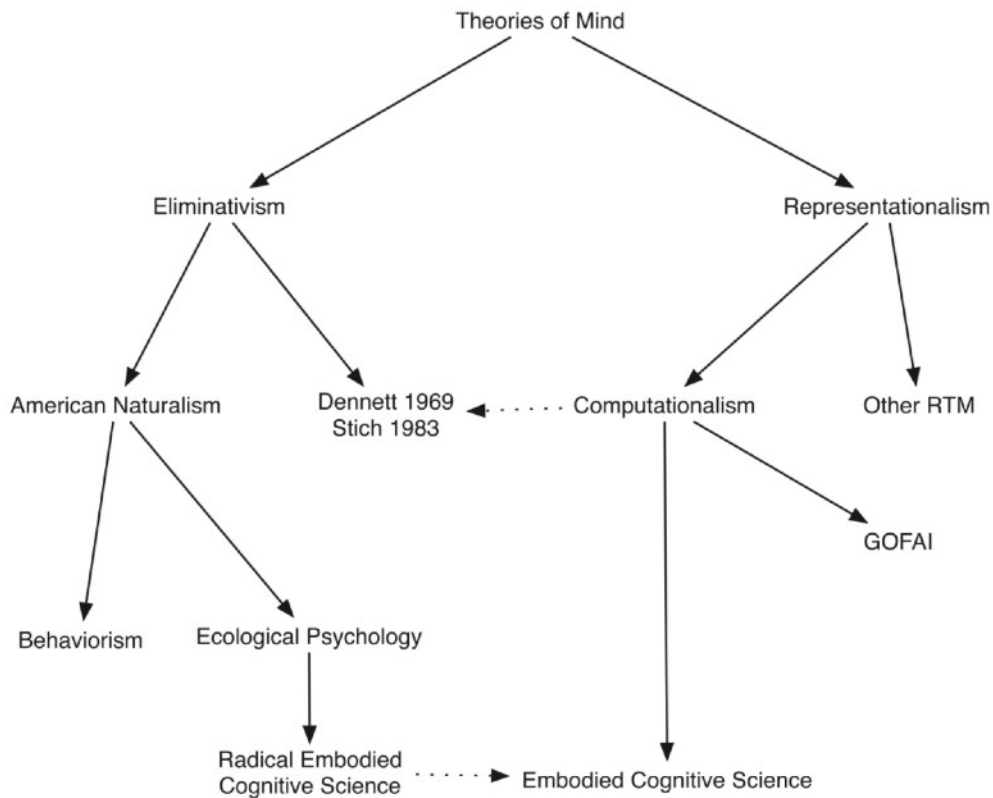 Theories of Mind
Eliminativism
Representationalism
American Naturalism
Dennett 1969
Stich 1983
Computationalism
Other RTM
GOFAI
Behaviorism
Ecological Psychology
Radical Embodied
Cognitive Science
Embodied Cognitive Science